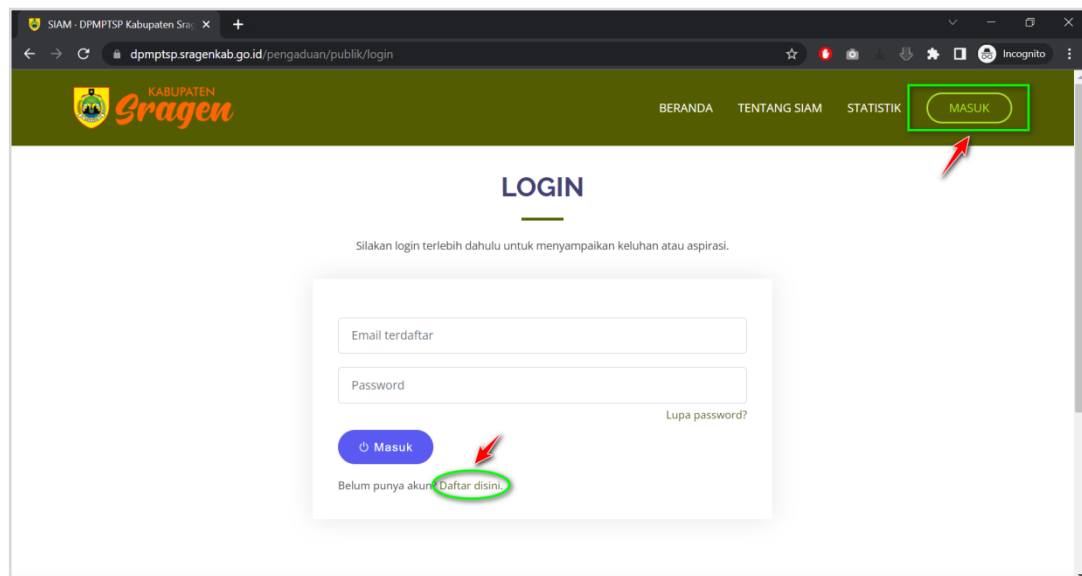 SIAM - DPMPTSP Kabupaten Srag
dpmptsp.sragenkab.go.id/pengaduan/publik/login
Incognito
KABUPATEN
Sragen
BERANDA TENTANG SIAM STATISTIK MASUK
LOGIN
Silakan login terlebih dahulu untuk menyampaikan keluhan atau aspirasi.
Email terdaftar
Password
Lupa password?
Masuk
Belum punya akun? Daftar disini.